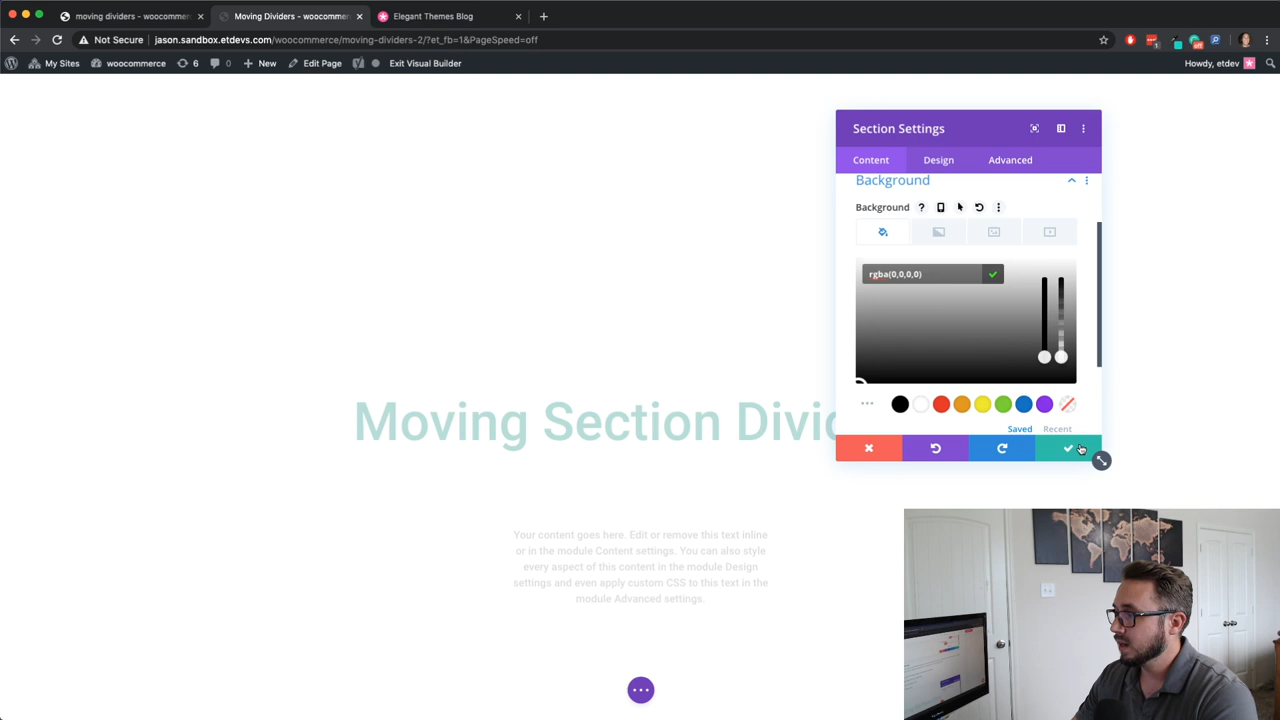 moving dividers – woocommerce
Moving Dividers – woocomme
Elegant Themes Blog
Not Secure
jason.sandbox.etdevs.com/woocommerce/moving-dividers-2/?et_fb=1&PageSpeed=off
My Sites
woocommerce
6
0
New
Edit Page
Exit Visual Builder
Howdy, etdev
Section Settings
Content
Design
Advanced
Background
Background
rgba(0,0,0,0)
Saved
Recent
Moving Section Divid
Your content goes here. Edit or remove this text inline
or in the module Content settings. You can also style
every aspect of this content in the module Design
settings and even apply custom CSS to this text in the
module Advanced settings.